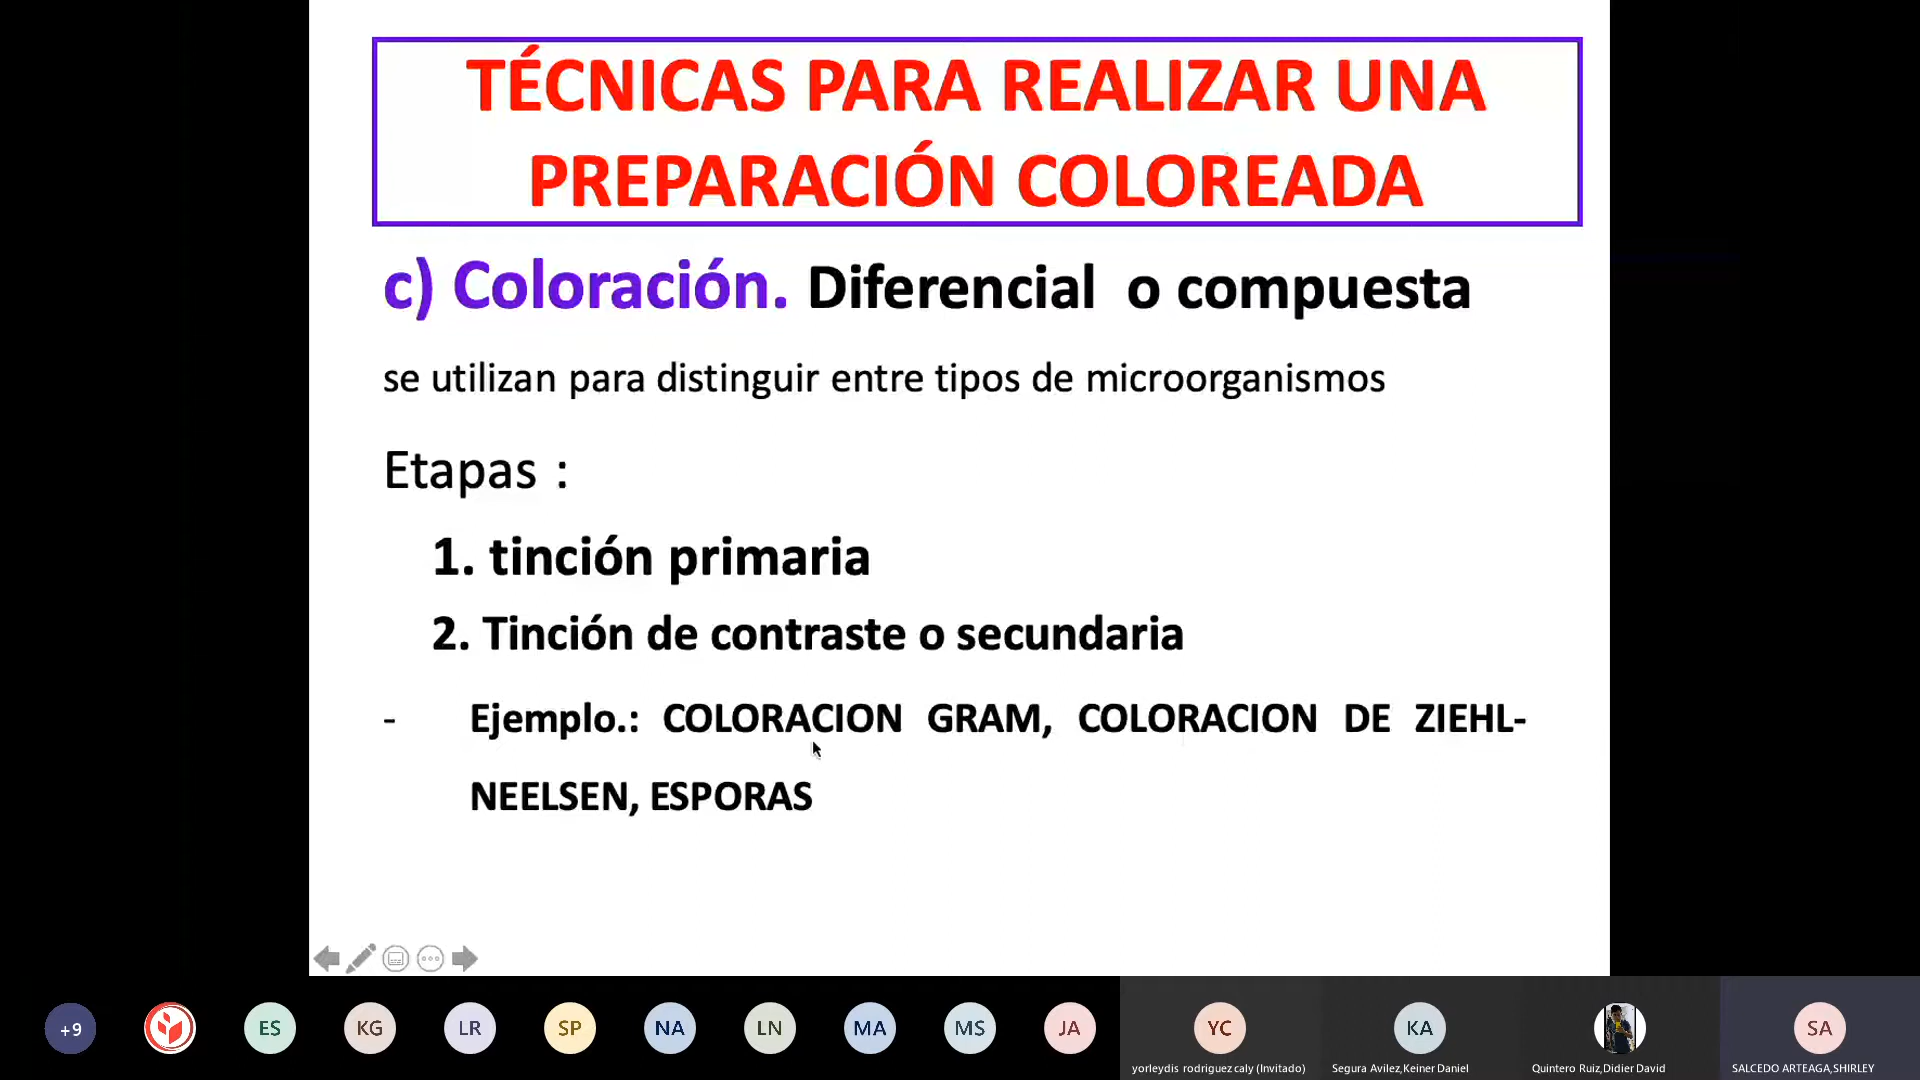 TÉCNICAS PARA REALIZAR UNA
PREPARACIÓN COLOREADA
c) Coloración. Diferencial o compuesta
se utilizan para distinguir entre tipos de microorganismos
Etapas :
1. tinción primaria
2. Tinción de contraste o secundaria
- Ejemplo.: COLORACION GRAM, COLORACION DE ZIEHL-
NEELSEN, ESPORAS
+9 ES KG LR SP NA LN MA MS JA YC KA SA
yorleydis rodriguez caly (Invitado) Segura Avilez,Keiner Daniel Quintero Ruiz,Didier David SALCEDO ARTEAGA,SHIRLEY